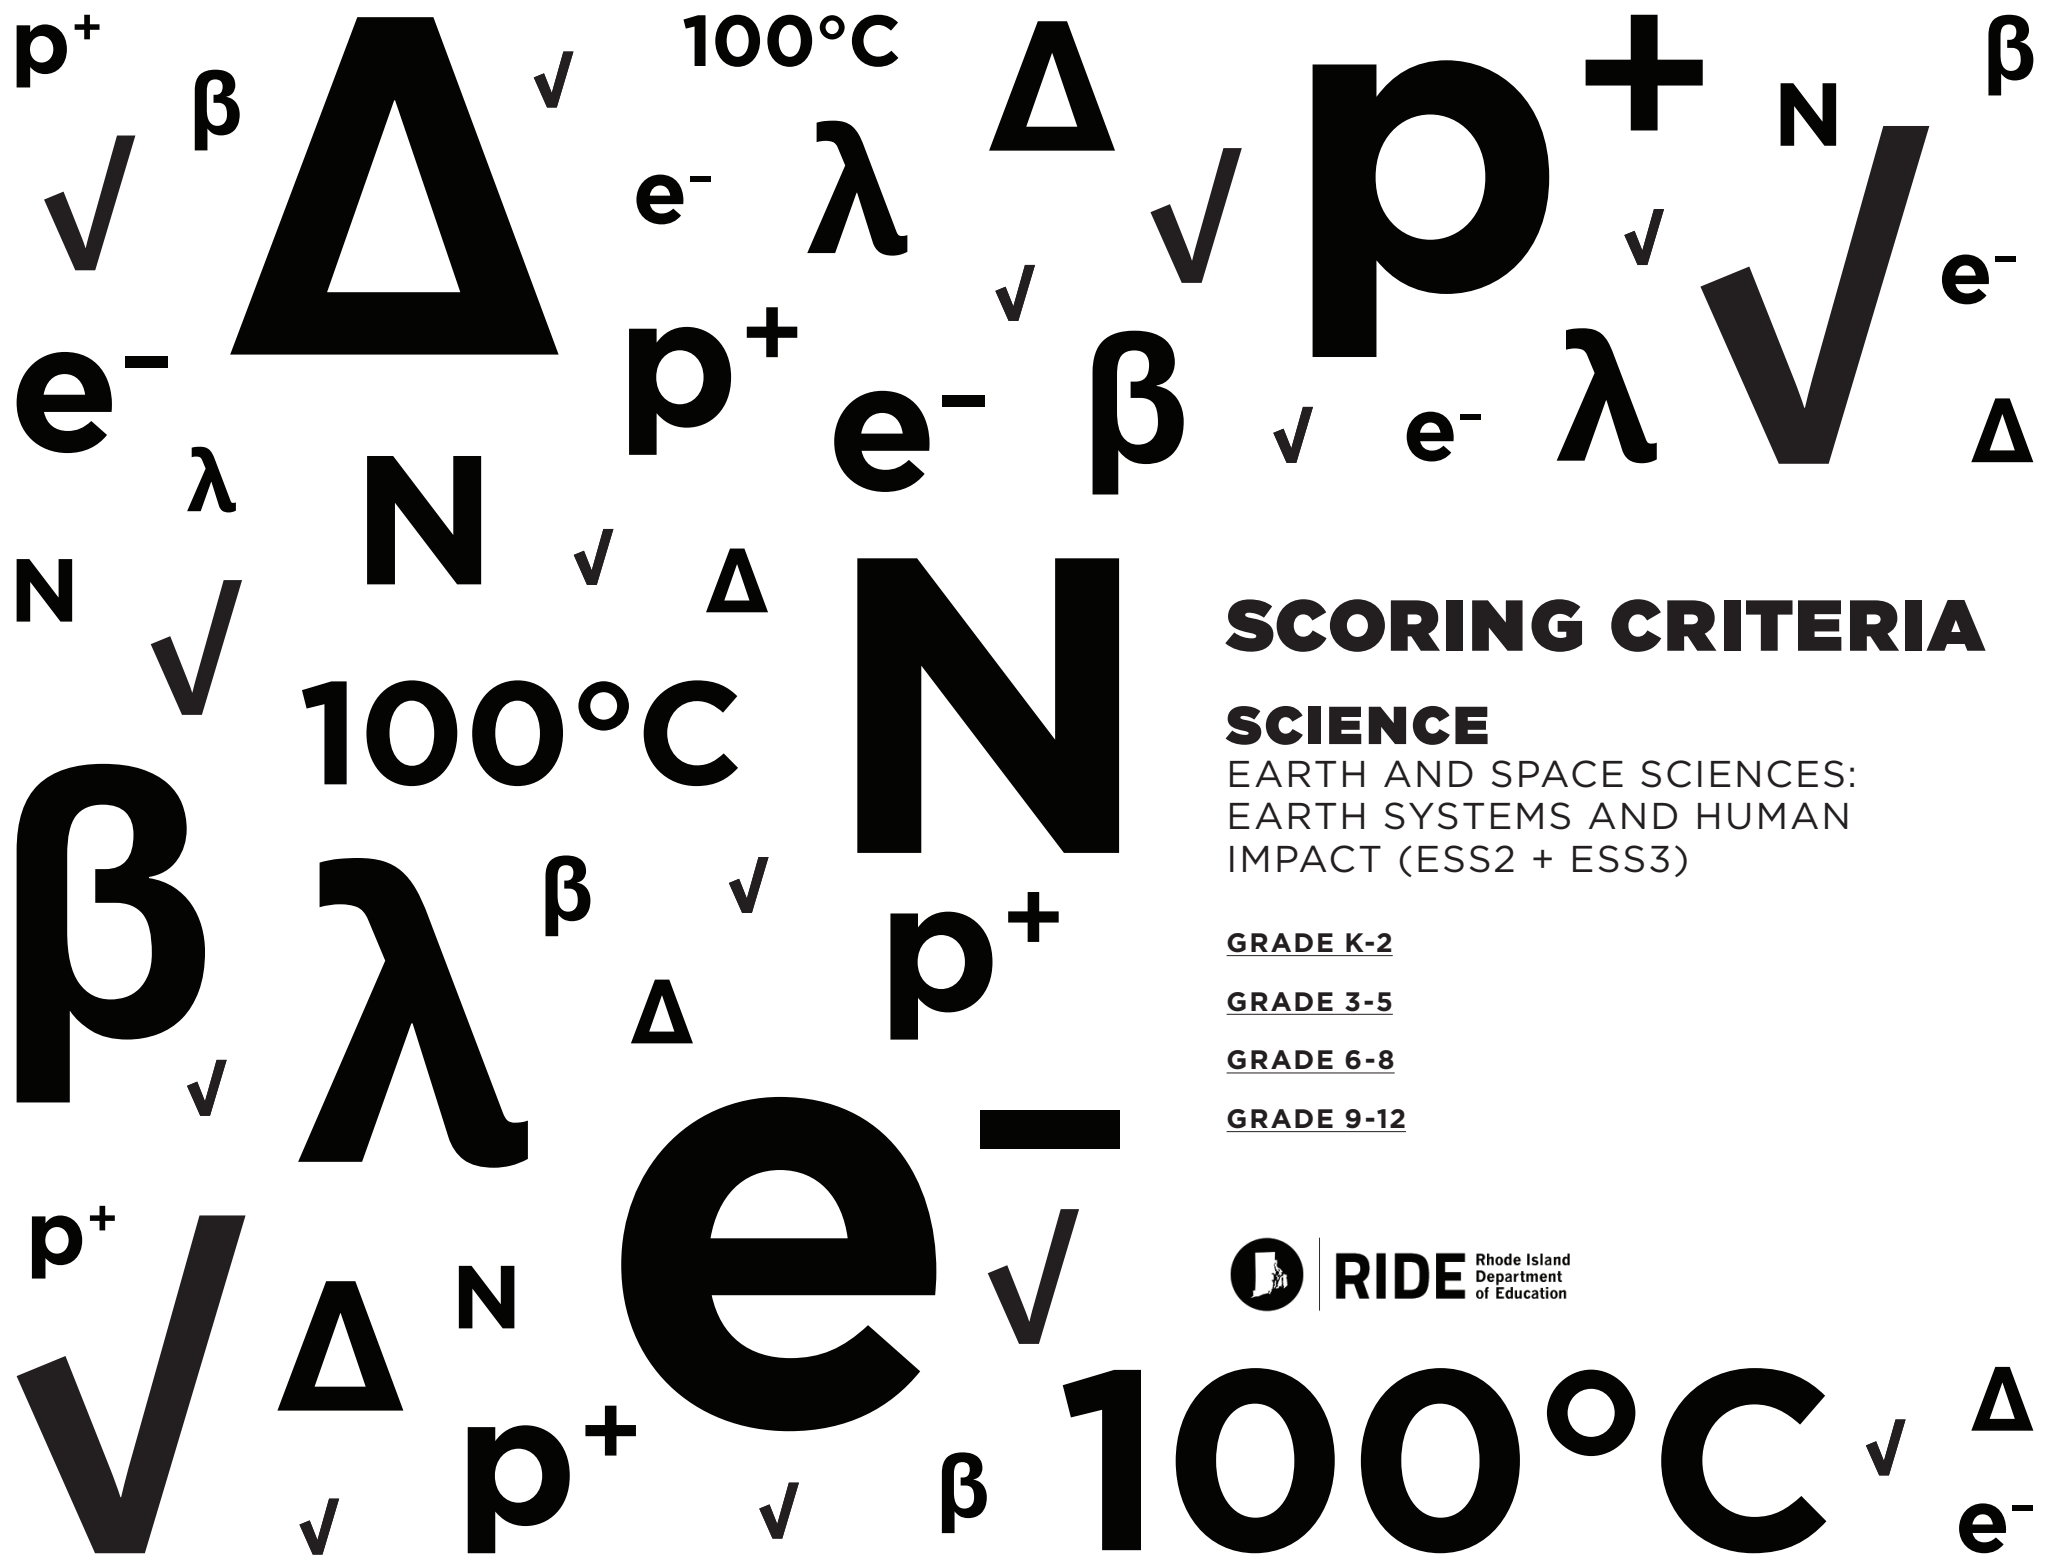 p⁺
100°C
Δ
β
β
Δ
√
p⁺
N
λ
√
√
e⁻
√
√
e⁻
√
p⁺
λ
β
e⁻
e⁻
Δ
√
e⁻
λ
N
√
Δ
N
N
√
SCORING CRITERIA
100°C
SCIENCE
EARTH AND SPACE SCIENCES:
EARTH SYSTEMS AND HUMAN
IMPACT (ESS2 + ESS3)
β
λ
β
√
p⁺
GRADE K-2
Δ
GRADE 3-5
√
GRADE 6-8
e⁻
GRADE 9-12
p⁺
√
Δ
N
√
RIDE
Rhode Island
Department
of Education
100°C
Δ
p⁺
√
β
√
√
e⁻